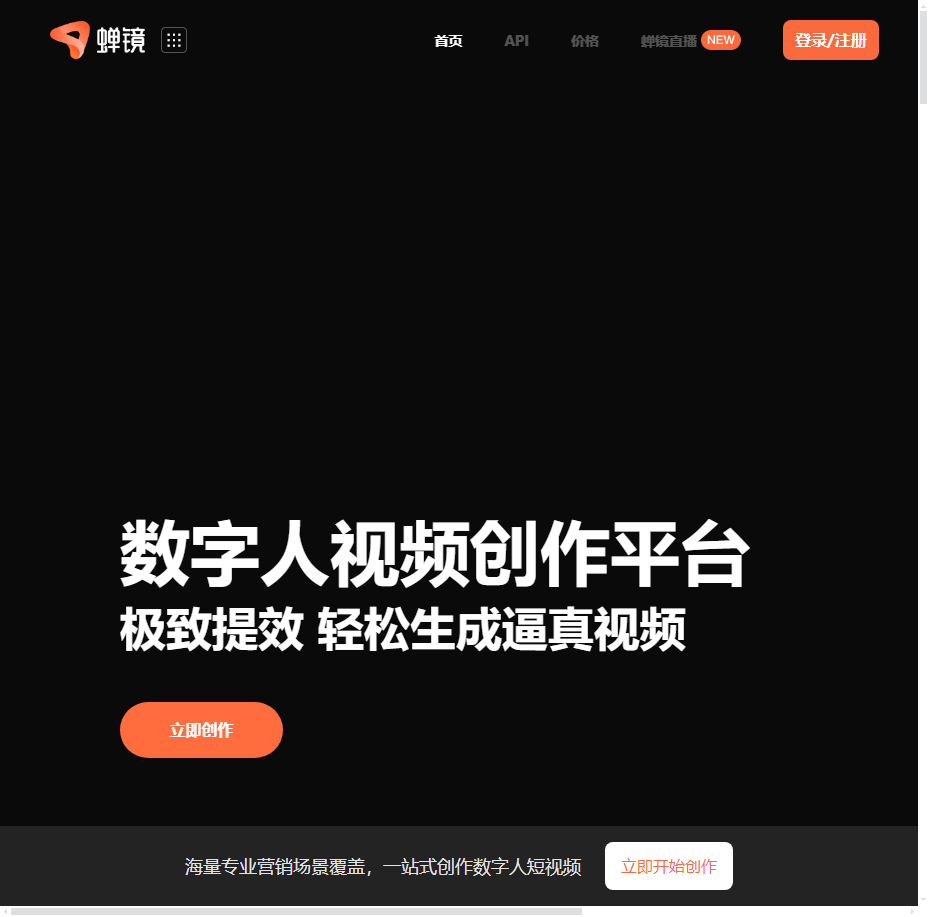 蝉镜
首页
API
价格
蝉镜直播 NEW
登录/注册
数字人视频创作平台
极致提效 轻松生成逼真视频
立即创作
海量专业营销场景覆盖，一站式创作数字人短视频
立即开始创作